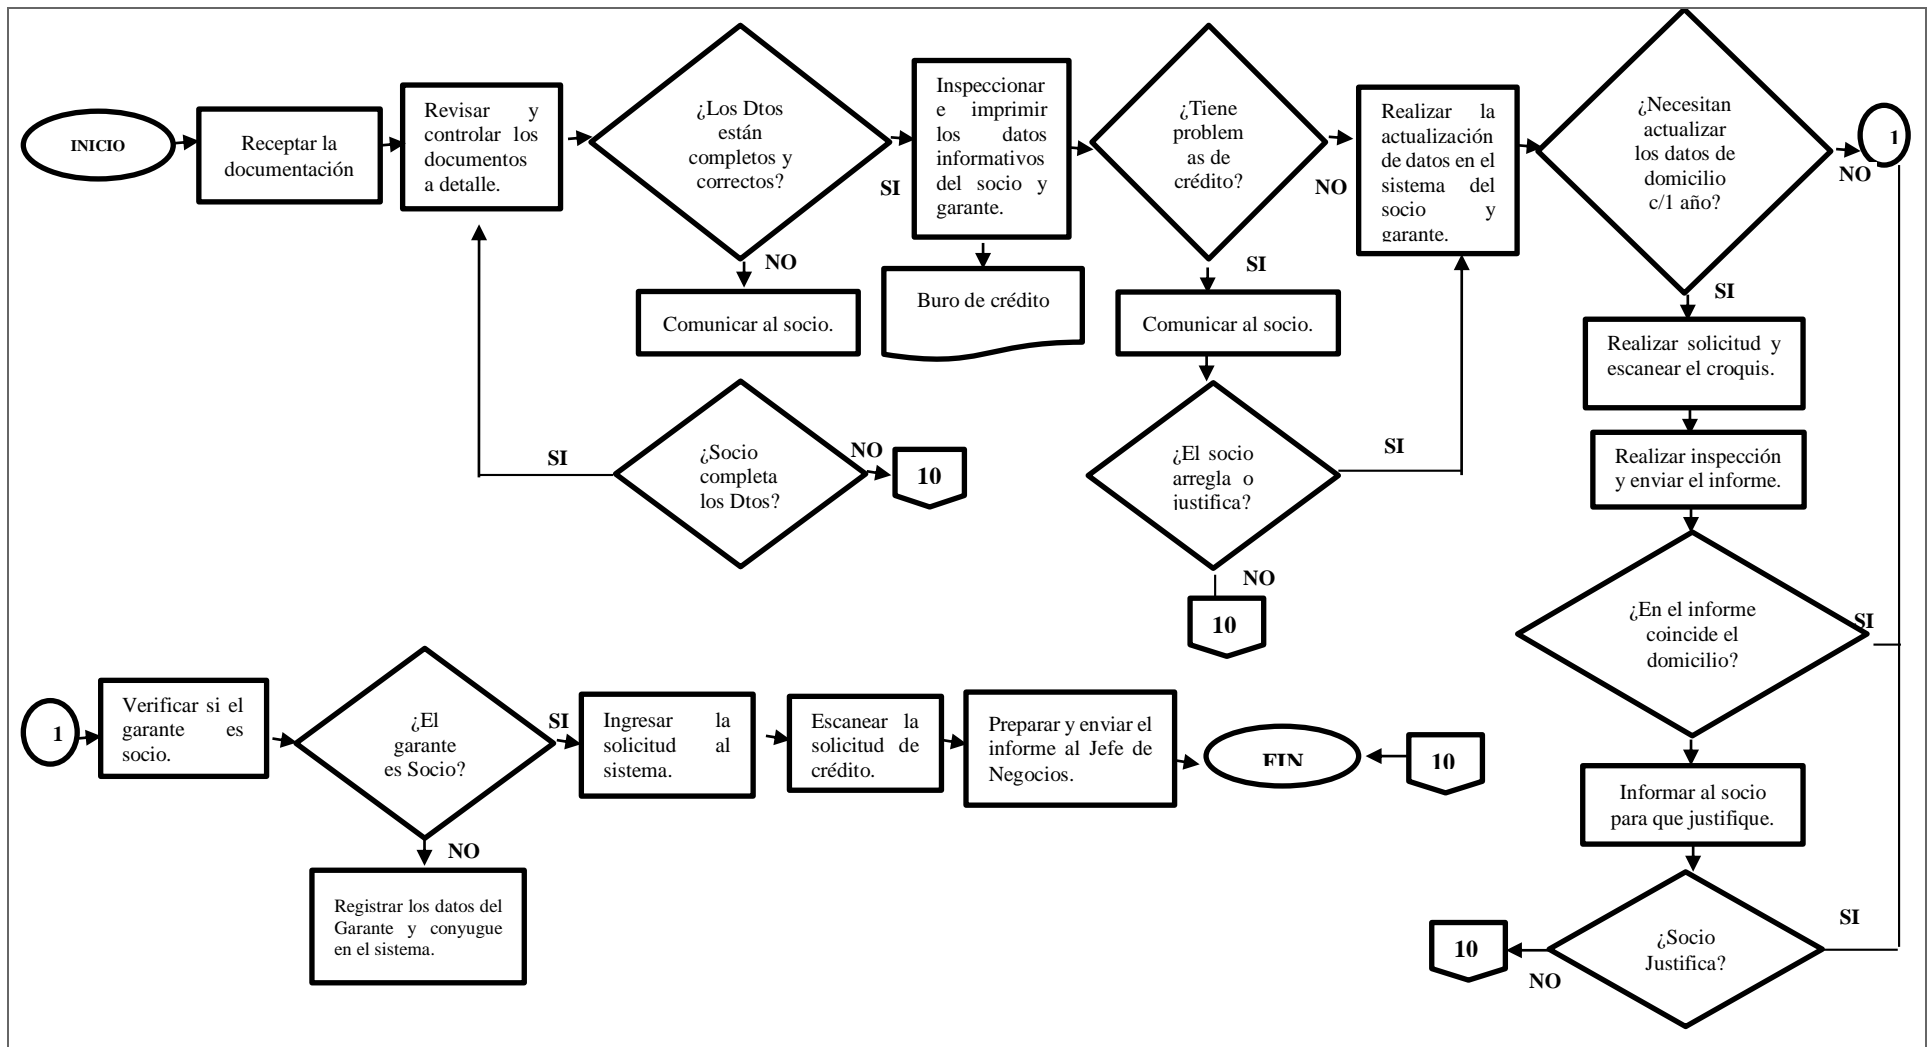 INICIO
Receptar la
documentación
Revisar y
controlar los
documentos
a detalle.
¿Los Dtos
están
completos y
correctos?
SI
NO
Comunicar al socio.
¿Socio
completa
los Dtos?
SI
NO
10
Inspeccionar
e imprimir
los datos
informativos
del socio y
garante.
Buro de crédito
¿Tiene
problem
as de
crédito?
NO
SI
Comunicar al socio.
¿El socio
arregla o
justifica?
SI
NO
10
Realizar la
actualización
de datos en el
sistema del
socio y
garante.
¿Necesitan
actualizar
los datos de
domicilio
c/1 año?
NO
1
SI
Realizar solicitud y
escanear el croquis.
Realizar inspección
y enviar el informe.
¿En el informe
coincide el
domicilio?
SI
Informar al socio
para que justifique.
¿Socio
Justifica?
SI
NO
10
1
Verificar si el
garante es
socio.
¿El
garante
es Socio?
SI
NO
Registrar los datos del
Garante y conyugue
en el sistema.
Ingresar la
solicitud al
sistema.
Escanear la
solicitud de
crédito.
Preparar y enviar el
informe al Jefe de
Negocios.
FIN
10